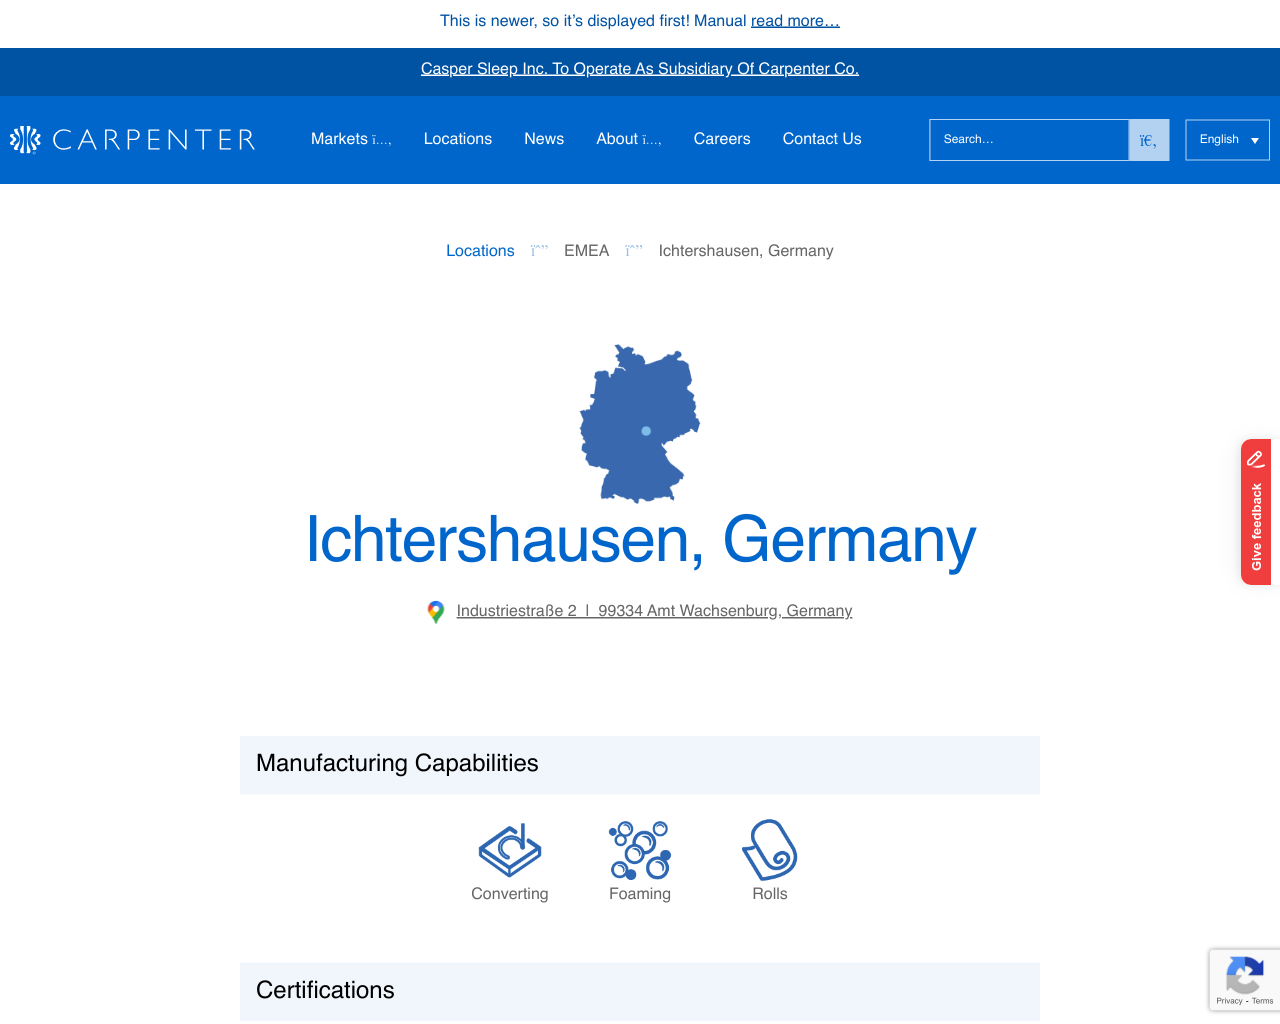 This is newer, so it's displayed first! Manual read more…
Casper Sleep Inc. To Operate As Subsidiary Of Carpenter Co.
CARPENTER
Markets ï…‚
Locations
News
About ï…‚
Careers
Contact Us
Search…
ï€‚
English
Locations ï"" EMEA ï"" Ichtershausen, Germany
Ichtershausen, Germany
Industriestraße 2 | 99334 Amt Wachsenburg, Germany
Give feedback
Manufacturing Capabilities
Converting
Foaming
Rolls
Certifications
Privacy - Terms